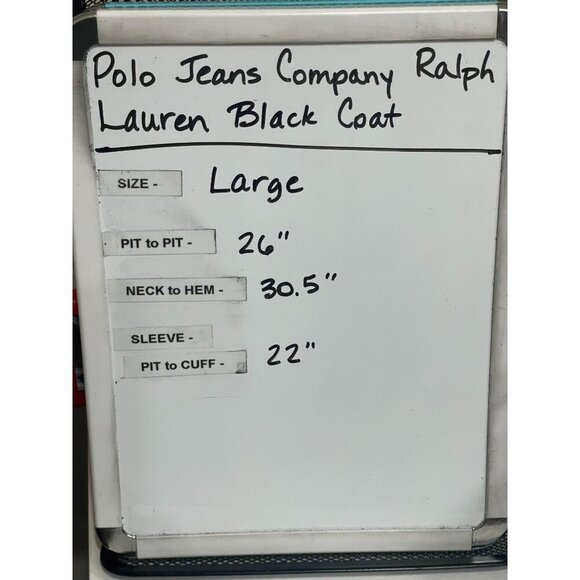 Polo Jeans Company Ralph
Lauren Black Coat
SIZE - Large
PIT to PIT - 26"
NECK to HEM - 30.5"
SLEEVE -
PIT to CUFF - 22"